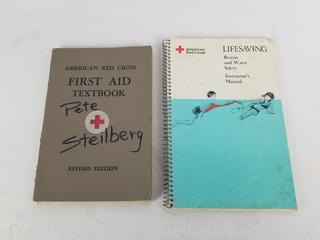 AMERICAN RED CROSS
FIRST AID
TEXTBOOK
Pete
Steilberg
REVISED EDITION
American
Red Cross
LIFESAVING
Rescue
and Water
Safety
Instructor's
Manual